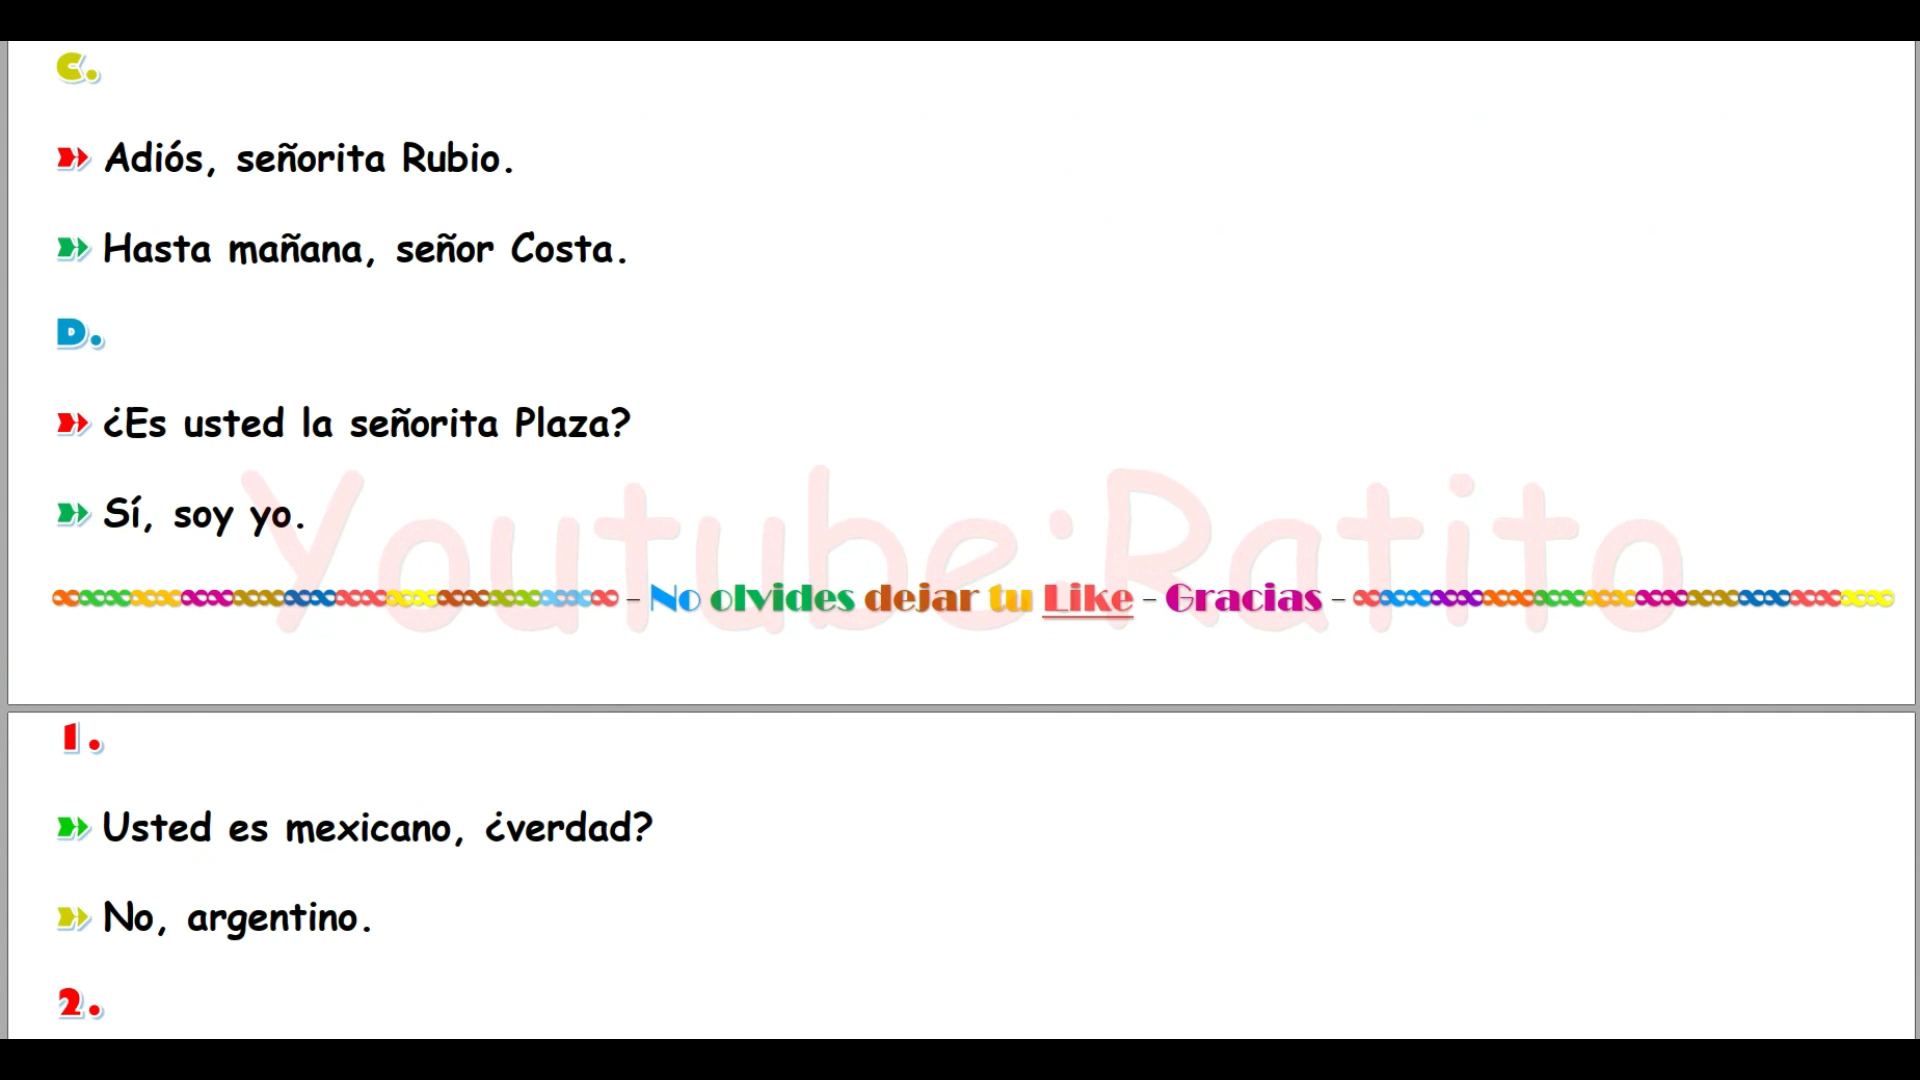 C.
Adiós, señorita Rubio.
Hasta mañana, señor Costa.
D.
¿Es usted la señorita Plaza?
Sí, soy yo.
Youtube:Ratito
– No olvides dejar tu Like – Gracias –
1.
Usted es mexicano, ¿verdad?
No, argentino.
2.